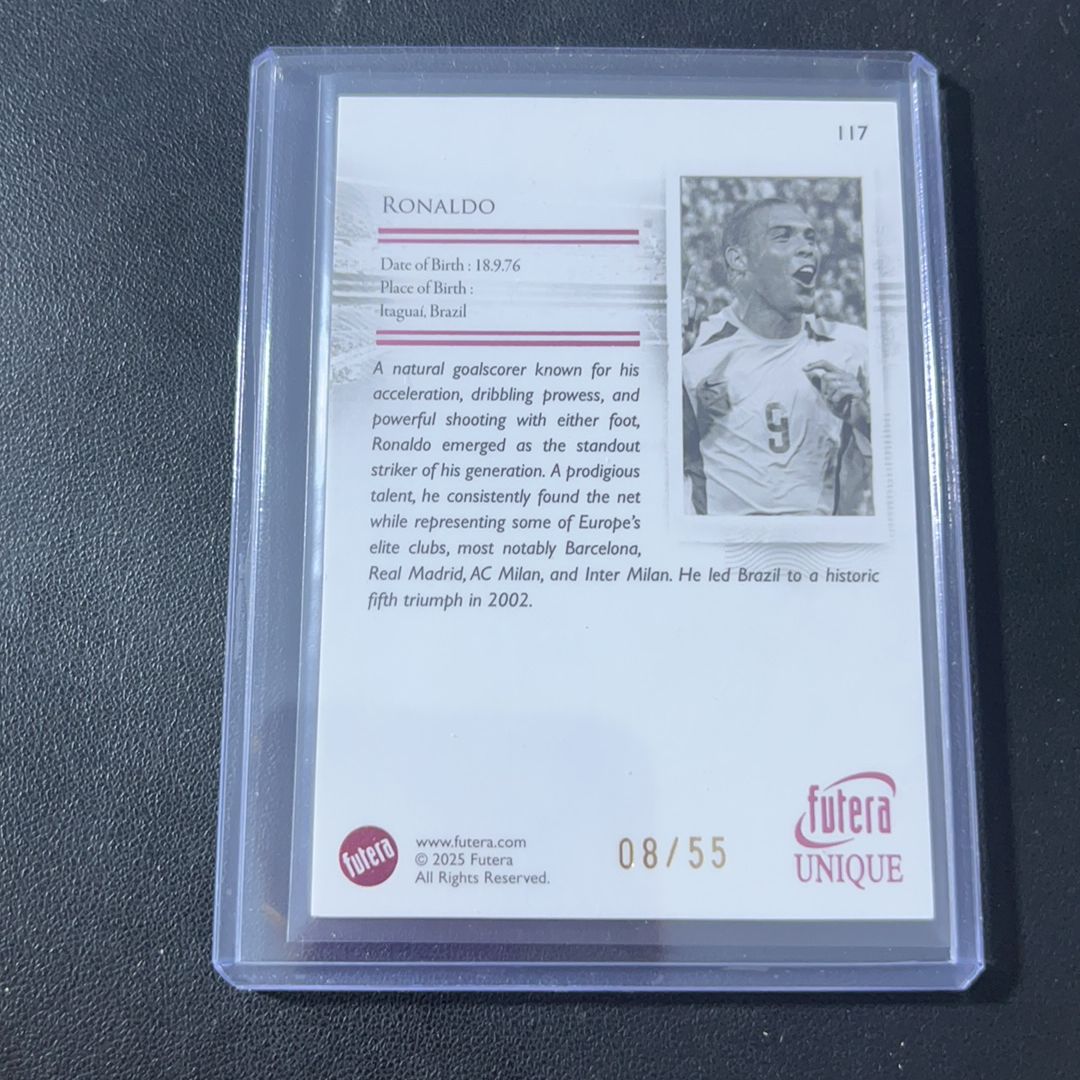 117
RONALDO
Date of Birth : 18.9.76
Place of Birth :
Itaguaí, Brazil
A natural goalscorer known for his
acceleration, dribbling prowess, and
powerful shooting with either foot,
Ronaldo emerged as the standout
striker of his generation. A prodigious
talent, he consistently found the net
while representing some of Europe's
elite clubs, most notably Barcelona,
Real Madrid, AC Milan, and Inter Milan. He led Brazil to a historic
fifth triumph in 2002.
9
futera
www.futera.com
© 2025 Futera
All Rights Reserved.
08/55
futera
UNIQUE